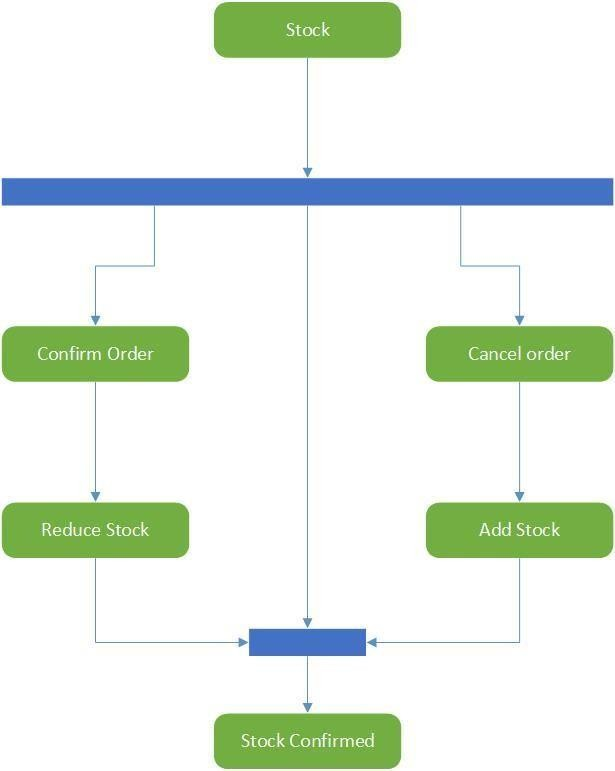 Stock
Confirm Order
Cancel order
Reduce Stock
Add Stock
Stock Confirmed